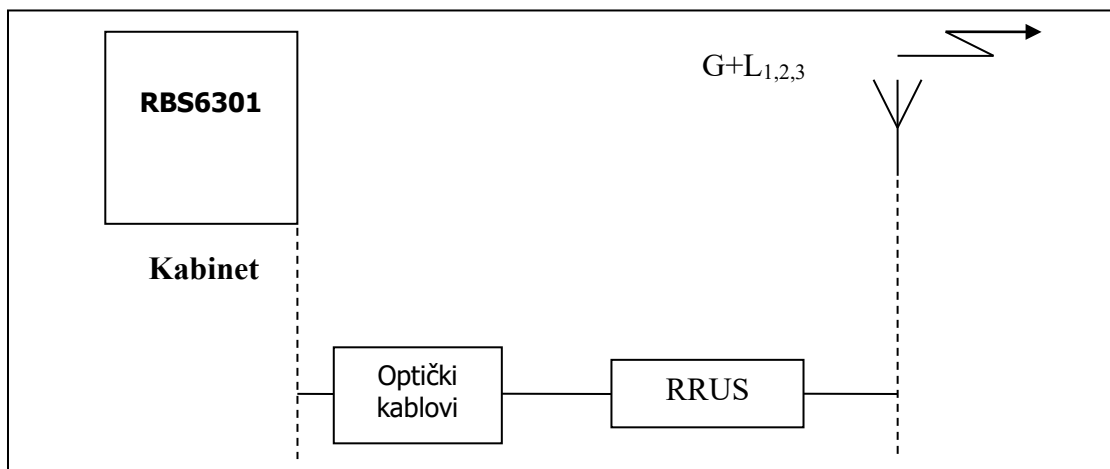 RBS6301
G+L1,2,3
Kabinet
Optički
kablovi
RRUS